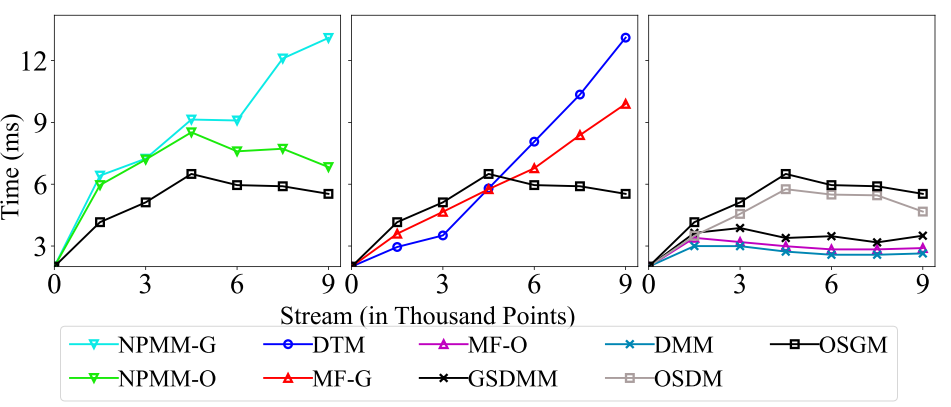 Time (ms)
12
9
6
3
0 3 6 9 0 3 6 9 0 3 6 9
Stream (in Thousand Points)
NPMM-G DTM MF-O DMM OSGM
NPMM-O MF-G GSDMM OSDM